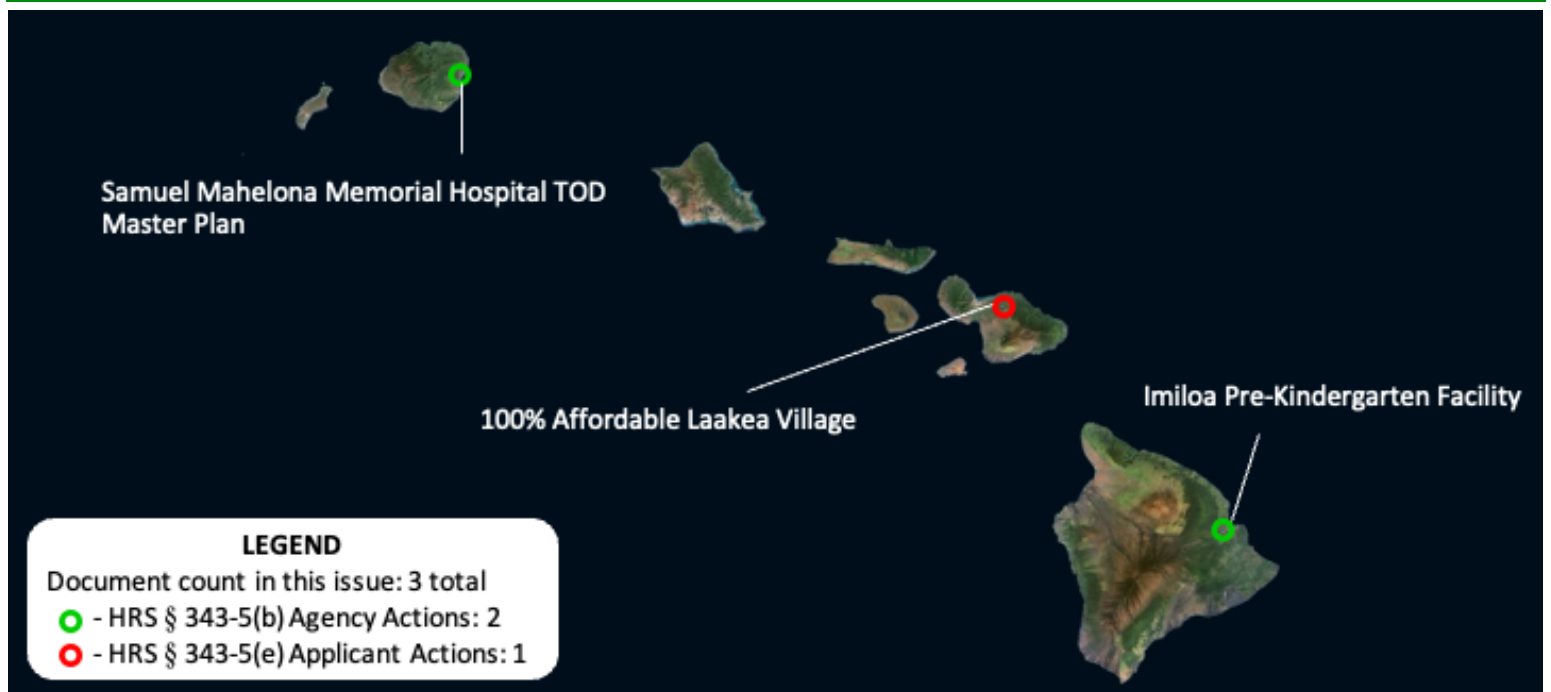 Samuel Mahelona Memorial Hospital TOD
Master Plan
100% Affordable Laakea Village
Imiloa Pre-Kindergarten Facility
LEGEND
Document count in this issue: 3 total
- HRS § 343-5(b) Agency Actions: 2
- HRS § 343-5(e) Applicant Actions: 1